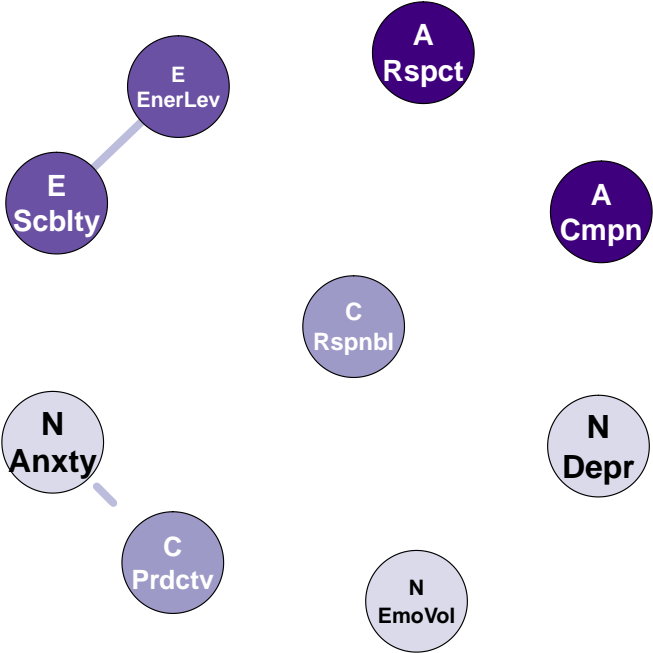 A
Rspct
E
EnerLev
E
Scblty
A
Cmpn
C
Rspnbl
N
Anxty
N
Depr
C
Prdctv
N
EmoVol